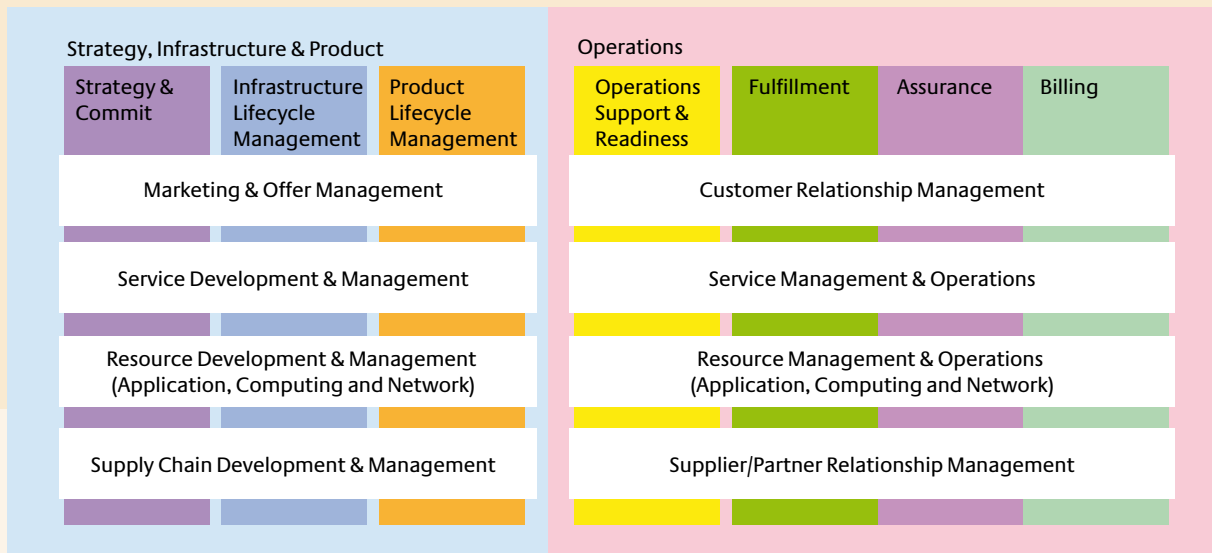 Strategy, Infrastructure & Product
Strategy &
Commit
Infrastructure
Lifecycle
Management
Product
Lifecycle
Management
Marketing & Offer Management
Service Development & Management
Resource Development & Management
(Application, Computing and Network)
Supply Chain Development & Management
Operations
Operations
Support &
Readiness
Fulfillment
Assurance
Billing
Customer Relationship Management
Service Management & Operations
Resource Management & Operations
(Application, Computing and Network)
Supplier/Partner Relationship Management